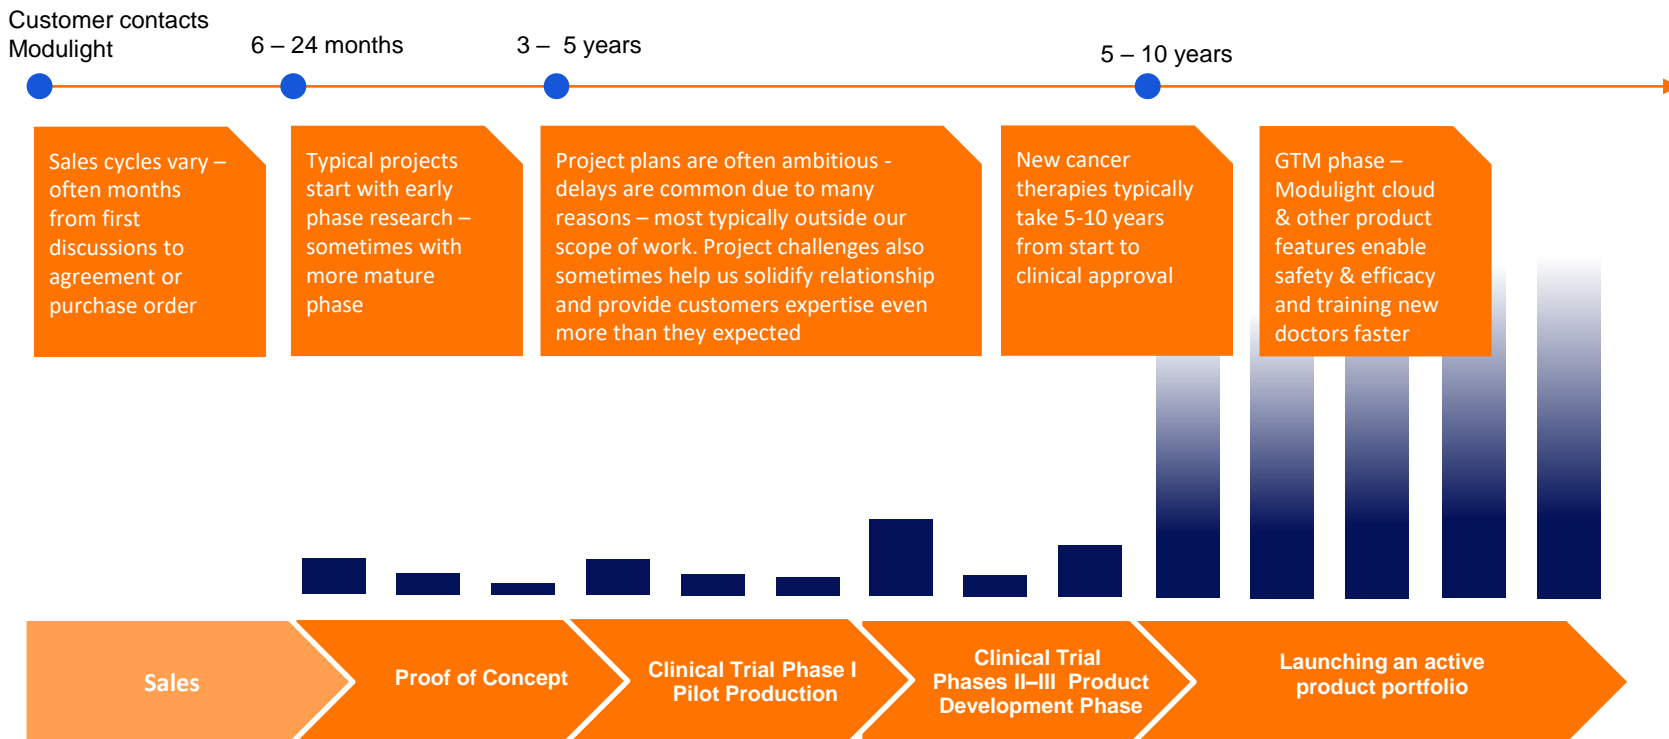 Customer contacts
Modulight
6 – 24 months
3 –  5 years
5 – 10 years
Sales cycles vary –
often months
from first
discussions to
agreement or
purchase order
Typical projects
start with early
phase research –
sometimes with
more mature
phase
Project plans are often ambitious -
delays are common due to many
reasons – most typically outside our
scope of work. Project challenges also
sometimes help us solidify relationship
and provide customers expertise even
more than they expected
New cancer
therapies typically
take 5-10 years
from start to
clinical approval
GTM phase –
Modulight cloud
& other product
features enable
safety & efficacy
and training new
doctors faster
Sales
Proof of Concept
Clinical Trial Phase I
Pilot Production
Clinical Trial
Phases II–III  Product
Development Phase
Launching an active
product portfolio